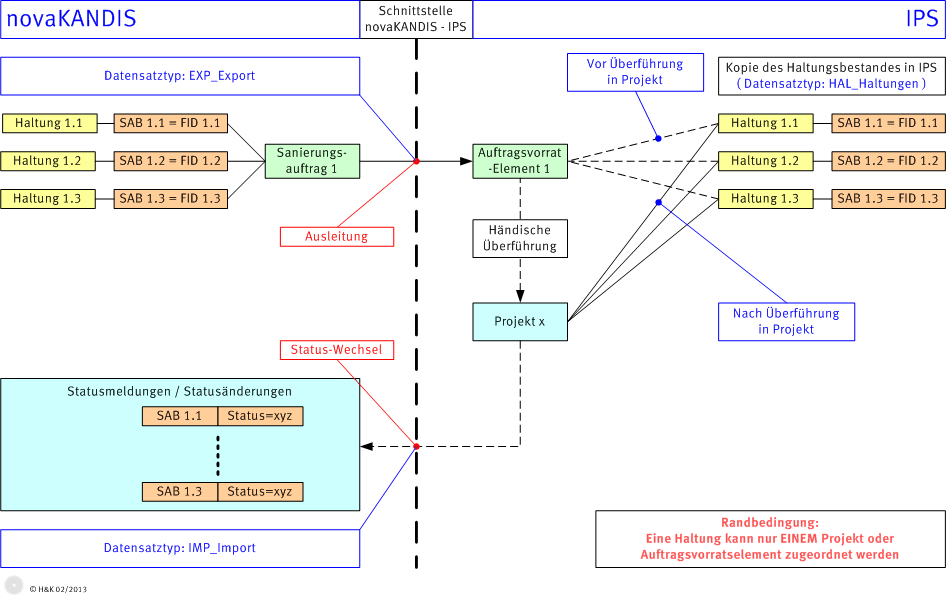 novaKANDIS
Schnittstelle
novaKANDIS - IPS
IPS
Datensatztyp: EXP_Export
Vor Überführung
in Projekt
Kopie des Haltungsbestandes in IPS
( Datensatztyp: HAL_Haltungen )
Haltung 1.1
SAB 1.1 = FID 1.1
Haltung 1.2
SAB 1.2 = FID 1.2
Haltung 1.3
SAB 1.3 = FID 1.3
Sanierungs-
auftrag 1
Auftragsvorrat
-Element 1
Haltung 1.1
SAB 1.1 = FID 1.1
Haltung 1.2
SAB 1.2 = FID 1.2
Haltung 1.3
SAB 1.3 = FID 1.3
Ausleitung
Händische
Überführung
Projekt x
Nach Überführung
in Projekt
Status-Wechsel
Statusmeldungen / Statusänderungen
SAB 1.1
Status=xyz
SAB 1.3
Status=xyz
Datensatztyp: IMP_Import
Randbedingung:
Eine Haltung kann nur EINEM Projekt oder
Auftragsvorratselement zugeordnet werden
© H&K 02/2013